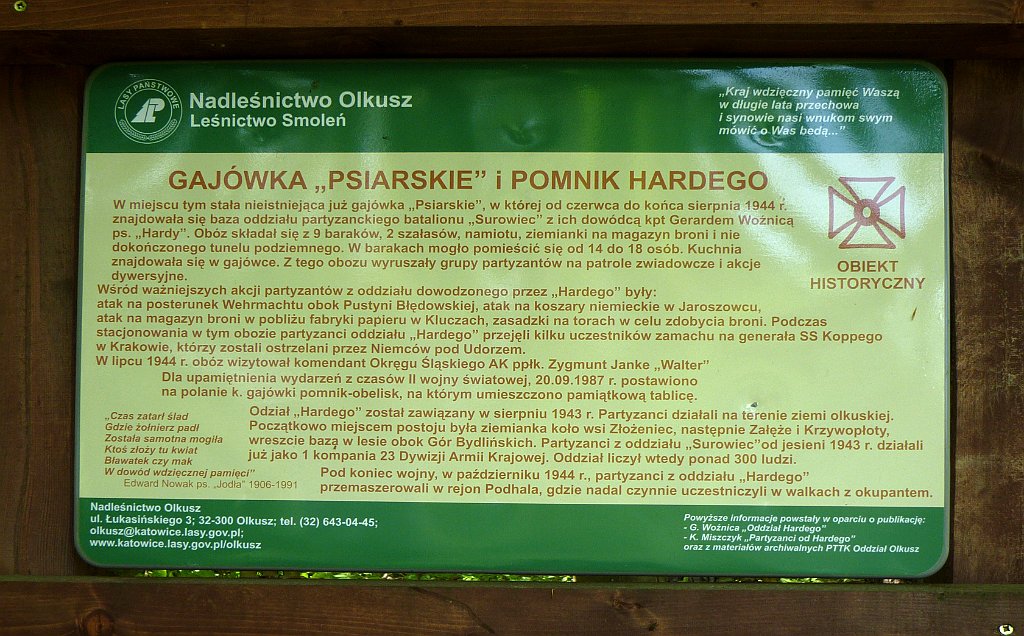 LASY PAŃSTWOWE
Nadleśnictwo Olkusz
Leśnictwo Smoleń
„Kraj wdzięczny pamięć Waszą
w długie lata przechowa
i synowie nasi wnukom swym
mówić o Was bedą..."
GAJÓWKA „PSIARSKIE" i POMNIK HARDEGO
W miejscu tym stała nieistniejąca już gajówka „Psiarskie", w której od czerwca do końca sierpnia 1944 r.
znajdowała się baza oddziału partyzanckiego batalionu „Surowiec" z ich dowódcą kpt Gerardem Woźnicą
ps. „Hardy". Obóz składał się z 9 baraków, 2 szałasów, namiotu, ziemianki na magazyn broni i nie
dokończonego tunelu podziemnego. W barakach mogło pomieścić się od 14 do 18 osób. Kuchnia
znajdowała się w gajówce. Z tego obozu wyruszały grupy partyzantów na patrole zwiadowcze i akcje
dywersyjne.
OBIEKT
HISTORYCZNY
Wśród ważniejszych akcji partyzantów z oddziału dowodzonego przez „Hardego" były:
atak na posterunek Wehrmachtu obok Pustyni Błędowskiej, atak na koszary niemieckie w Jaroszowcu,
atak na magazyn broni w pobliżu fabryki papieru w Kluczach, zasadzki na torach w celu zdobycia broni. Podczas
stacjonowania w tym obozie partyzanci oddziału „Hardego" przejęli kilku uczestników zamachu na generała SS Koppego
w Krakowie, którzy zostali ostrzelani przez Niemców pod Udorzem.
W lipcu 1944 r. obóz wizytował komendant Okręgu Śląskiego AK ppłk. Zygmunt Janke „Walter"
Dla upamiętnienia wydarzeń z czasów II wojny światowej, 20.09.1987 r. postawiono
na polanie k. gajówki pomnik-obelisk, na którym umieszczono pamiątkową tablicę.
„Czas zatarł ślad
Gdzie żołnierz padł
Została samotna mogiła
Ktoś złoży tu kwiat
Bławatek czy mak
W dowód wdzięcznej pamięci"
Edward Nowak ps. „Jodła" 1906-1991
Odział „Hardego" został zawiązany w sierpniu 1943 r. Partyzanci działali na terenie ziemi olkuskiej.
Początkowo miejscem postoju była ziemianka koło wsi Złożeniec, następnie Załęże i Krzywopłoty,
wreszcie bazą w lesie obok Gór Bydlińskich. Partyzanci z oddziału „Surowiec"od jesieni 1943 r. działali
już jako 1 kompania 23 Dywizji Armii Krajowej. Oddział liczył wtedy ponad 300 ludzi.
Pod koniec wojny, w październiku 1944 r., partyzanci z oddziału „Hardego"
przemaszerowali w rejon Podhala, gdzie nadal czynnie uczestniczyli w walkach z okupantem.
Nadleśnictwo Olkusz
ul. Łukasińskiego 3; 32-300 Olkusz; tel. (32) 643-04-45;
olkusz@katowice.lasy.gov.pl;
www.katowice.lasy.gov.pl/olkusz
Powyższe informacje powstały w oparciu o publikację:
- G. Woźnica „Oddział Hardego"
- K. Miszczyk „Partyzanci od Hardego"
oraz z materiałów archiwalnych PTTK Oddział Olkusz